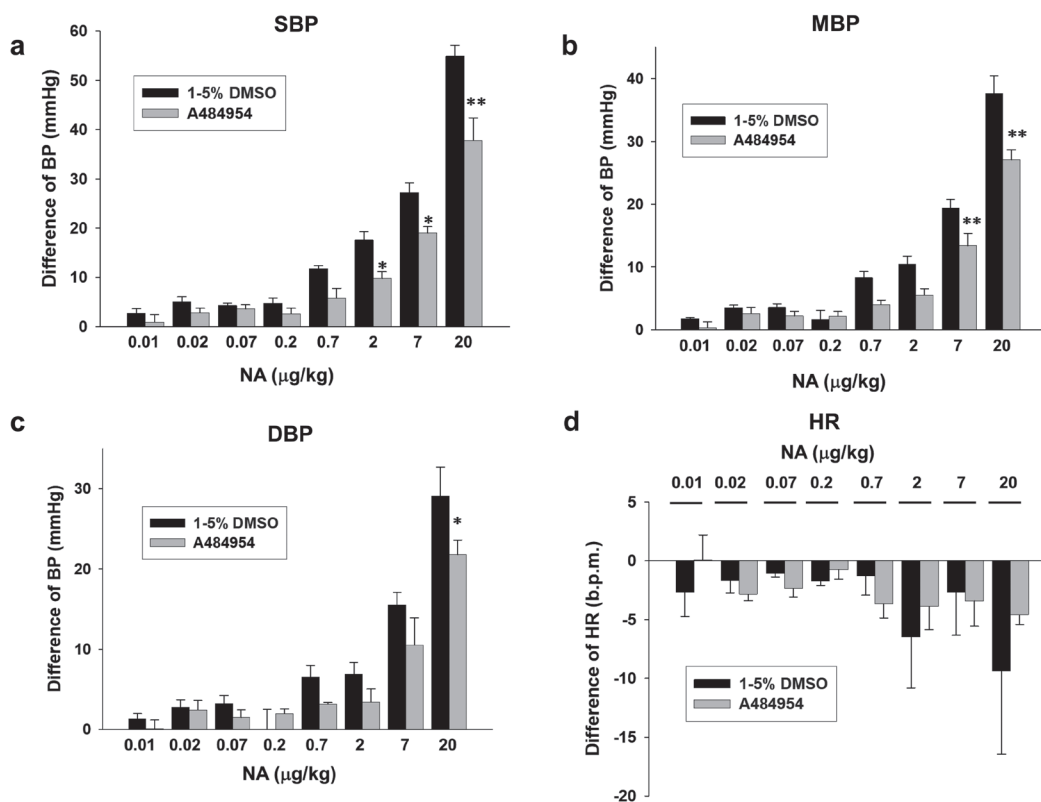 a
SBP
60
50
40
30
20
10
0
Difference of BP (mmHg)
1-5% DMSO
A484954
*
*
**
0.01 0.02 0.07 0.2 0.7 2 7 20
NA (μg/kg)
b
MBP
40
30
20
10
0
Difference of BP (mmHg)
1-5% DMSO
A484954
**
**
0.01 0.02 0.07 0.2 0.7 2 7 20
NA (μg/kg)
c
DBP
30
20
10
0
Difference of BP (mmHg)
1-5% DMSO
A484954
*
0.01 0.02 0.07 0.2 0.7 2 7 20
NA (μg/kg)
d
HR
NA (μg/kg)
0.01 0.02 0.07 0.2 0.7 2 7 20
5
0
-5
-10
-15
-20
Difference of HR (b.p.m.)
1-5% DMSO
A484954